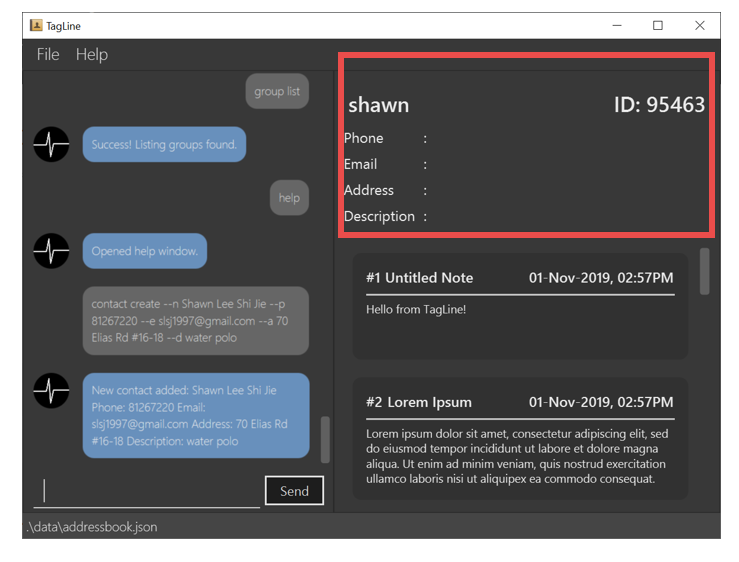 TagLine
File Help
group list
Success! Listing groups found.
help
Opened help window.
contact create --n Shawn Lee Shi Jie --p
81267220 --e slsj1997@gmail.com --a 70
Elias Rd #16-18 --d water polo
New contact added: Shawn Lee Shi Jie
Phone: 81267220 Email:
slsj1997@gmail.com Address: 70 Elias Rd
#16-18 Description: water polo
Send
shawn ID: 95463
Phone :
Email :
Address :
Description :
#1 Untitled Note 01-Nov-2019, 02:57PM
Hello from TagLine!
#2 Lorem Ipsum 01-Nov-2019, 02:57PM
Lorem ipsum dolor sit amet, consectetur adipiscing elit, sed
do eiusmod tempor incididunt ut labore et dolore magna
aliqua. Ut enim ad minim veniam, quis nostrud exercitation
ullamco laboris nisi ut aliquipex ea commodo consequat.
.\data\addressbook.json